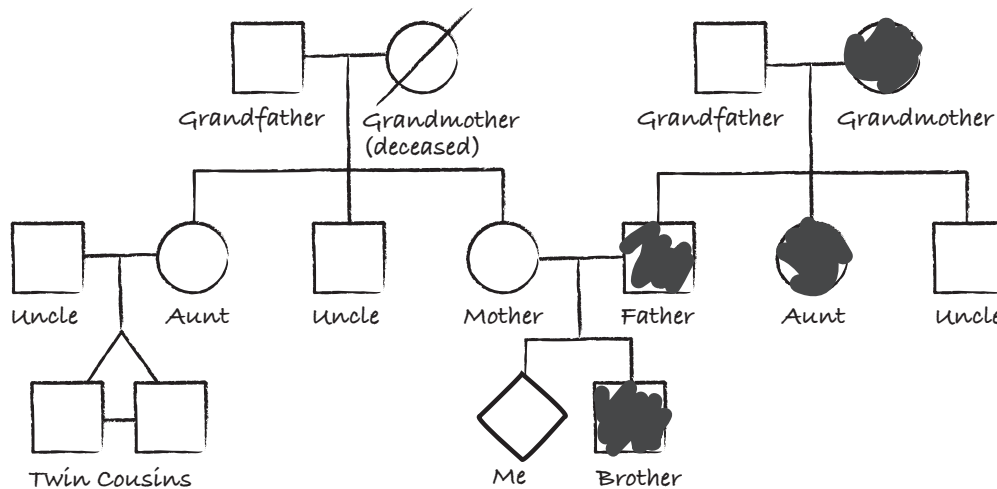 Grandfather
Grandmother
(deceased)
Grandfather
Grandmother
Uncle
Aunt
Uncle
Mother
Father
Aunt
Uncle
Twin Cousins
Me
Brother